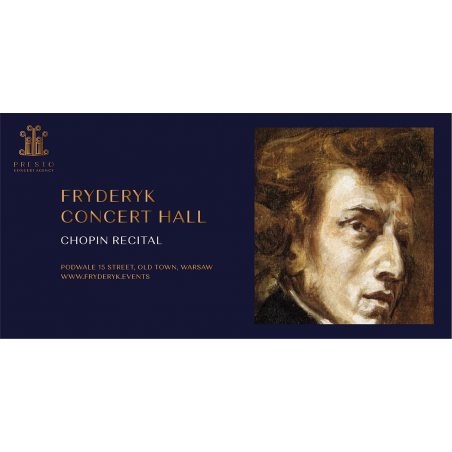 PRESTO
CONCERT AGENCY
FRYDERYK
CONCERT HALL
CHOPIN RECITAL
PODWALE 15 STREET, OLD TOWN, WARSAW
WWW.FRYDERYK.EVENTS